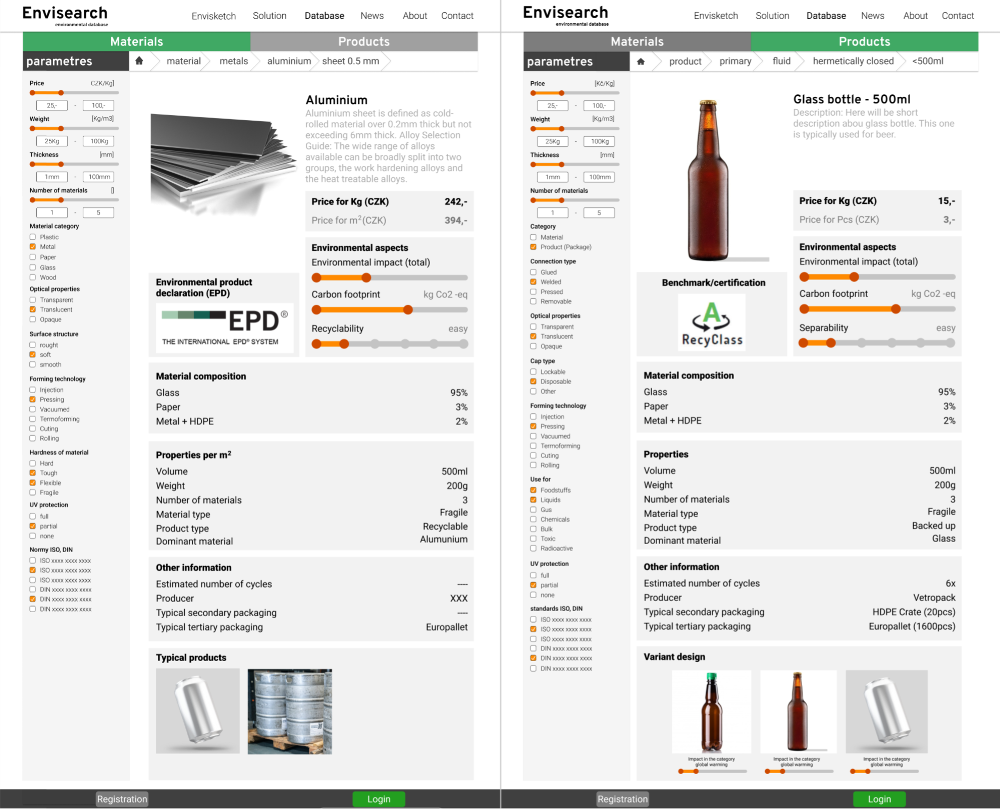 Envisearch
environmental database
Envisketch
Solution
Database
News
About
Contact
Materials
Products
parametres
material
metals
aluminium
sheet 0.5 mm
Price CZK/Kg]
25,- - 100,-
Weight [Kg/m3]
25Kg - 100Kg
Thickness [mm]
1mm - 100mm
Number of materials []
1 - 5
Material category
Plastic
Metal
Paper
Glass
Wood
Optical properties
Transparent
Translucent
Opaque
Surface structure
rought
soft
smooth
Forming technology
Injection
Pressing
Vacuumed
Termoforming
Cuting
Rolling
Hardness of material
Hard
Tough
Flexible
Fragile
UV protection
full
partial
none
Normy ISO, DIN
ISO xxxx xxxx xxxx
ISO xxxx xxxx xxxx
ISO xxxx xxxx xxxx
DIN xxxx xxxx xxxx
DIN xxxx xxxx xxxx
DIN xxxx xxxx xxxx
Aluminium
Aluminium sheet is defined as cold-
rolled material over 0.2mm thick but not
exceeding 6mm thick. Alloy Selection
Guide: The wide range of alloys
available can be broadly split into two
groups, the work hardening alloys and
the heat treatable alloys.
Price for Kg (CZK) 242,-
Price for m² (CZK) 394,-
Environmental product
declaration (EPD)
EPD®
THE INTERNATIONAL EPD® SYSTEM
Environmental aspects
Environmental impact (total)
Carbon footprint kg Co2 -eq
Recyclability easy
Material composition
Glass 95%
Paper 3%
Metal + HDPE 2%
Properties per m²
Volume 500ml
Weight 200g
Number of materials 3
Material type Fragile
Product type Recyclable
Dominant material Alumunium
Other information
Estimated number of cycles ----
Producer XXX
Typical secondary packaging ----
Typical tertiary packaging Europallet
Typical products
Registration
Login
Envisearch
environmental database
Envisketch
Solution
Database
News
About
Contact
Materials
Products
parametres
product
primary
fluid
hermetically closed
<500ml
Price [Kč/Kg]
25,- - 100,-
Weight [Kg/m3]
25Kg - 100Kg
Thickness [mm]
1mm - 100mm
Number of materials
1 - 5
Category
Material
Product (Package)
Connection type
Glued
Welded
Pressed
Removable
Optical properties
Transparent
Translucent
Opaque
Cap type
Lockable
Disposable
Other
Forming technology
Injection
Pressing
Vacuumed
Termoforming
Cuting
Rolling
Use for
Foodstuffs
Liquids
Gus
Chemicals
Bulk
Toxic
Radioactive
UV protection
full
partial
none
standards ISO, DIN
ISO xxxx xxxx xxxx
ISO xxxx xxxx xxxx
ISO xxxx xxxx xxxx
DIN xxxx xxxx xxxx
DIN xxxx xxxx xxxx
DIN xxxx xxxx xxxx
Glass bottle - 500ml
Description: Here will be short
description abou glass bottle. This one
is typically used for beer.
Price for Kg (CZK) 15,-
Price for Pcs (CZK) 3,-
Benchmark/certification
A
RecyClass
Environmental aspects
Environmental impact (total)
Carbon footprint kg Co2 -eq
Separability easy
Material composition
Glass 95%
Paper 3%
Metal + HDPE 2%
Properties
Volume 500ml
Weight 200g
Number of materials 3
Material type Fragile
Product type Backed up
Dominant material Glass
Other information
Estimated number of cycles 6x
Producer Vetropack
Typical secondary packaging HDPE Crate (20pcs)
Typical tertiary packaging Europallet (1600pcs)
Variant design
Impact in the category
global warming
Impact in the category
global warming
Impact in the category
global warming
Registration
Login